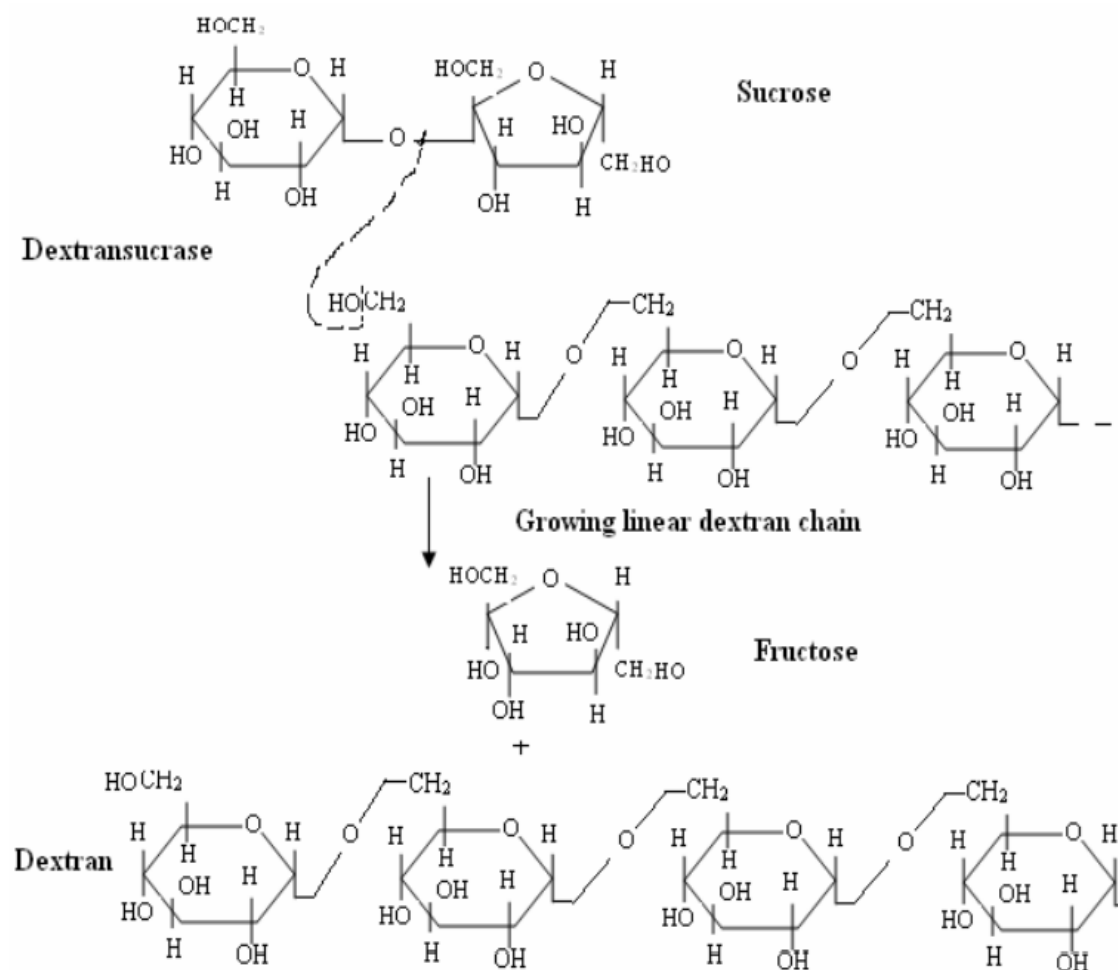 HOCH2
H O H HOCH2 O H
Sucrose
H H H HO
OH O
HO CH2HO
H OH OH H
Dextransucrase
HOCH2 O CH2 O CH2
H O H H O H H O H
H H H H H H
OH OH OH
HO HO HO
H OH H OH H OH
Growing linear dextran chain
HOCH2 O H
H HO
Fructose
HO CH2HO
OH H
+
HOCH2 O CH2 O CH2 O CH2
H O H H O H H O H H O H
Dextran
H H H H H H H H
OH OH OH OH
HO HO HO HO
H OH H OH H OH H OH